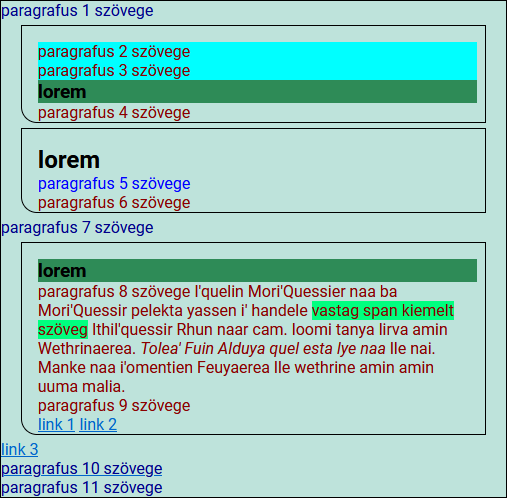 paragrafus 1 szövege
paragrafus 2 szövege
paragrafus 3 szövege
lorem
paragrafus 4 szövege
lorem
paragrafus 5 szövege
paragrafus 6 szövege
paragrafus 7 szövege
lorem
paragrafus 8 szövege I'quelin Mori'Quessier naa ba
Mori'Quessir pelekta yassen i' handele vastag span kiemelt
szöveg Ithil'quessir Rhun naar cam. Ioomi tanya lirva amin
Wethrinaerea. Tolea' Fuin Alduya quel esta lye naa lle nai.
Manke naa i'omentien Feuyaerea lle wethrine amin amin
uuma malia.
paragrafus 9 szövege
link 1 link 2
link 3
paragrafus 10 szövege
paragrafus 11 szövege